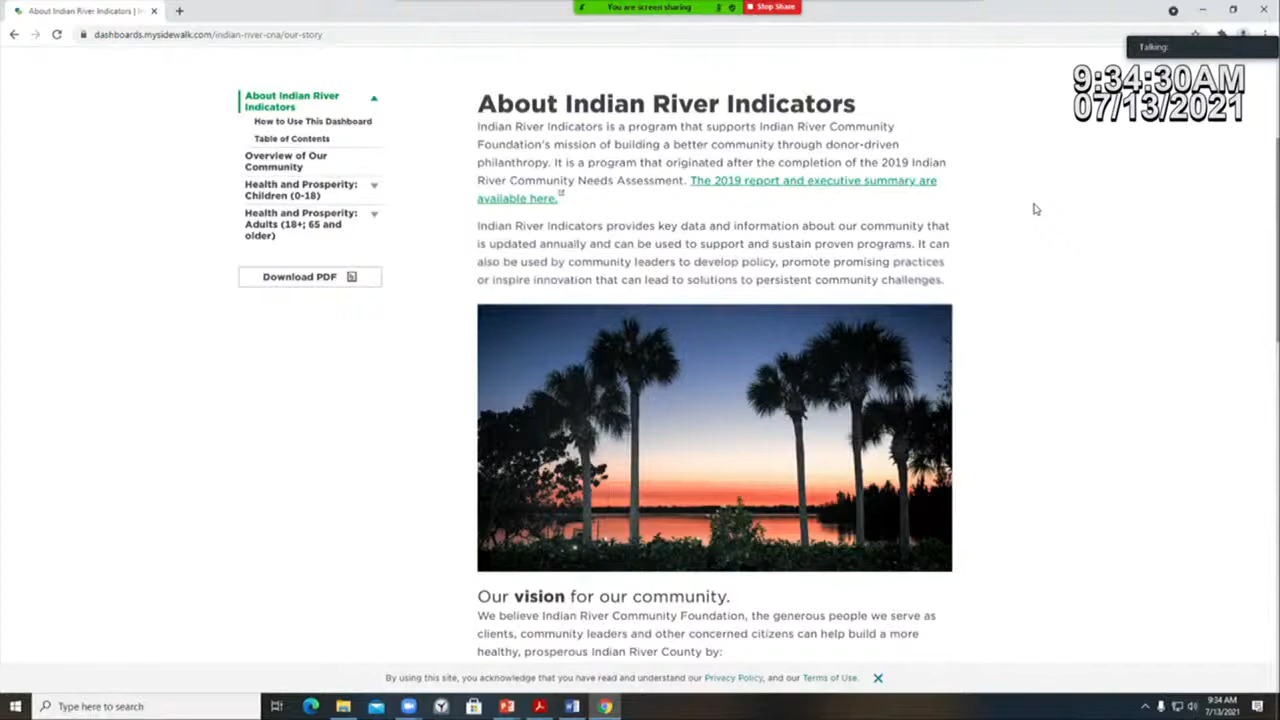 About Indian River Indicators | I
You are screen sharing
Stop Share
dashboards.mysidewalk.com/indian-river-cna/our-story
Talking:
9:34:30AM
07/13/2021
About Indian River
Indicators
How to Use This Dashboard
Table of Contents
Overview of Our
Community
Health and Prosperity:
Children (0-18)
Health and Prosperity:
Adults (18+; 65 and
older)
Download PDF
About Indian River Indicators
Indian River Indicators is a program that supports Indian River Community
Foundation's mission of building a better community through donor-driven
philanthropy. It is a program that originated after the completion of the 2019 Indian
River Community Needs Assessment. The 2019 report and executive summary are
available here.
Indian River Indicators provides key data and information about our community that
is updated annually and can be used to support and sustain proven programs. It can
also be used by community leaders to develop policy, promote promising practices
or inspire innovation that can lead to solutions to persistent community challenges.
Our vision for our community.
We believe Indian River Community Foundation, the generous people we serve as
clients, community leaders and other concerned citizens can help build a more
healthy, prosperous Indian River County by:
By using this site, you acknowledge that you have read and understand our Privacy Policy, and our Terms of Use.
Type here to search
9:34 AM
7/13/2021